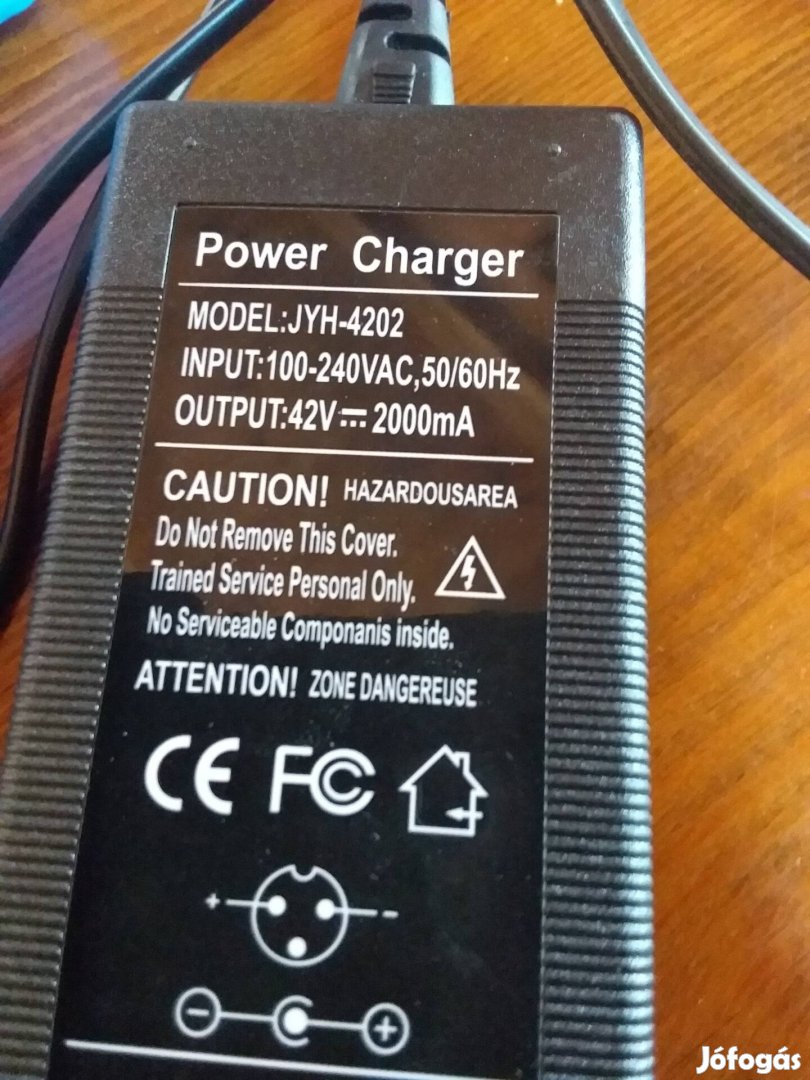 Power Charger
MODEL:JYH-4202
INPUT:100-240VAC,50/60Hz
OUTPUT:42V⎓2000mA
CAUTION! HAZARDOUSAREA
Do Not Remove This Cover.
Trained Service Personal Only.
No Serviceable Componanis inside.
ATTENTION! ZONE DANGEREUSE
CE FC
+ -
- +
Jófogás